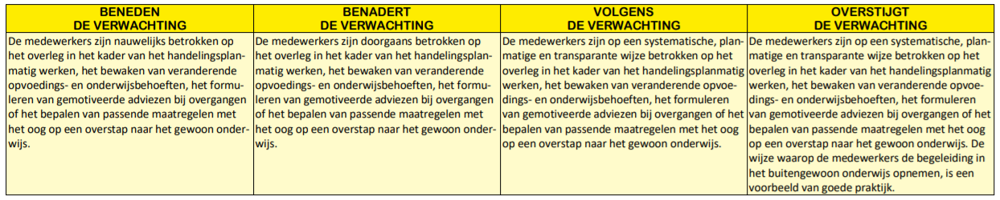 BENEDEN
DE VERWACHTING
De medewerkers zijn nauwelijks betrokken op
het overleg in het kader van het handelingsplan-
matig werken, het bewaken van veranderende
opvoedings- en onderwijsbehoeften, het formu-
leren van gemotiveerde adviezen bij overgangen
of het bepalen van passende maatregelen met
het oog op een overstap naar het gewoon onder-
wijs.
BENADERT
DE VERWACHTING
De medewerkers zijn doorgaans betrokken op
het overleg in het kader van het handelingsplan-
matig werken, het bewaken van veranderende
opvoedings- en onderwijsbehoeften, het formu-
leren van gemotiveerde adviezen bij overgangen
of het bepalen van passende maatregelen met
het oog op een overstap naar het gewoon onder-
wijs.
VOLGENS
DE VERWACHTING
De medewerkers zijn op een systematische, plan-
matige en transparante wijze betrokken op het
overleg in het kader van het handelingsplanmatig
werken, het bewaken van veranderende opvoe-
dings- en onderwijsbehoeften, het formuleren
van gemotiveerde adviezen bij overgangen of het
bepalen van passende maatregelen met het oog
op een overstap naar het gewoon onderwijs.
OVERSTIJGT
DE VERWACHTING
De medewerkers zijn op een systematische, plan-
matige en transparante wijze betrokken op het
overleg in het kader van het handelingsplanmatig
werken, het bewaken van veranderende opvoe-
dings- en onderwijsbehoeften, het formuleren
van gemotiveerde adviezen bij overgangen of het
bepalen van passende maatregelen met het oog
op een overstap naar het gewoon onderwijs. De
wijze waarop de medewerkers de begeleiding in
het buitengewoon onderwijs opnemen, is een
voorbeeld van goede praktijk.